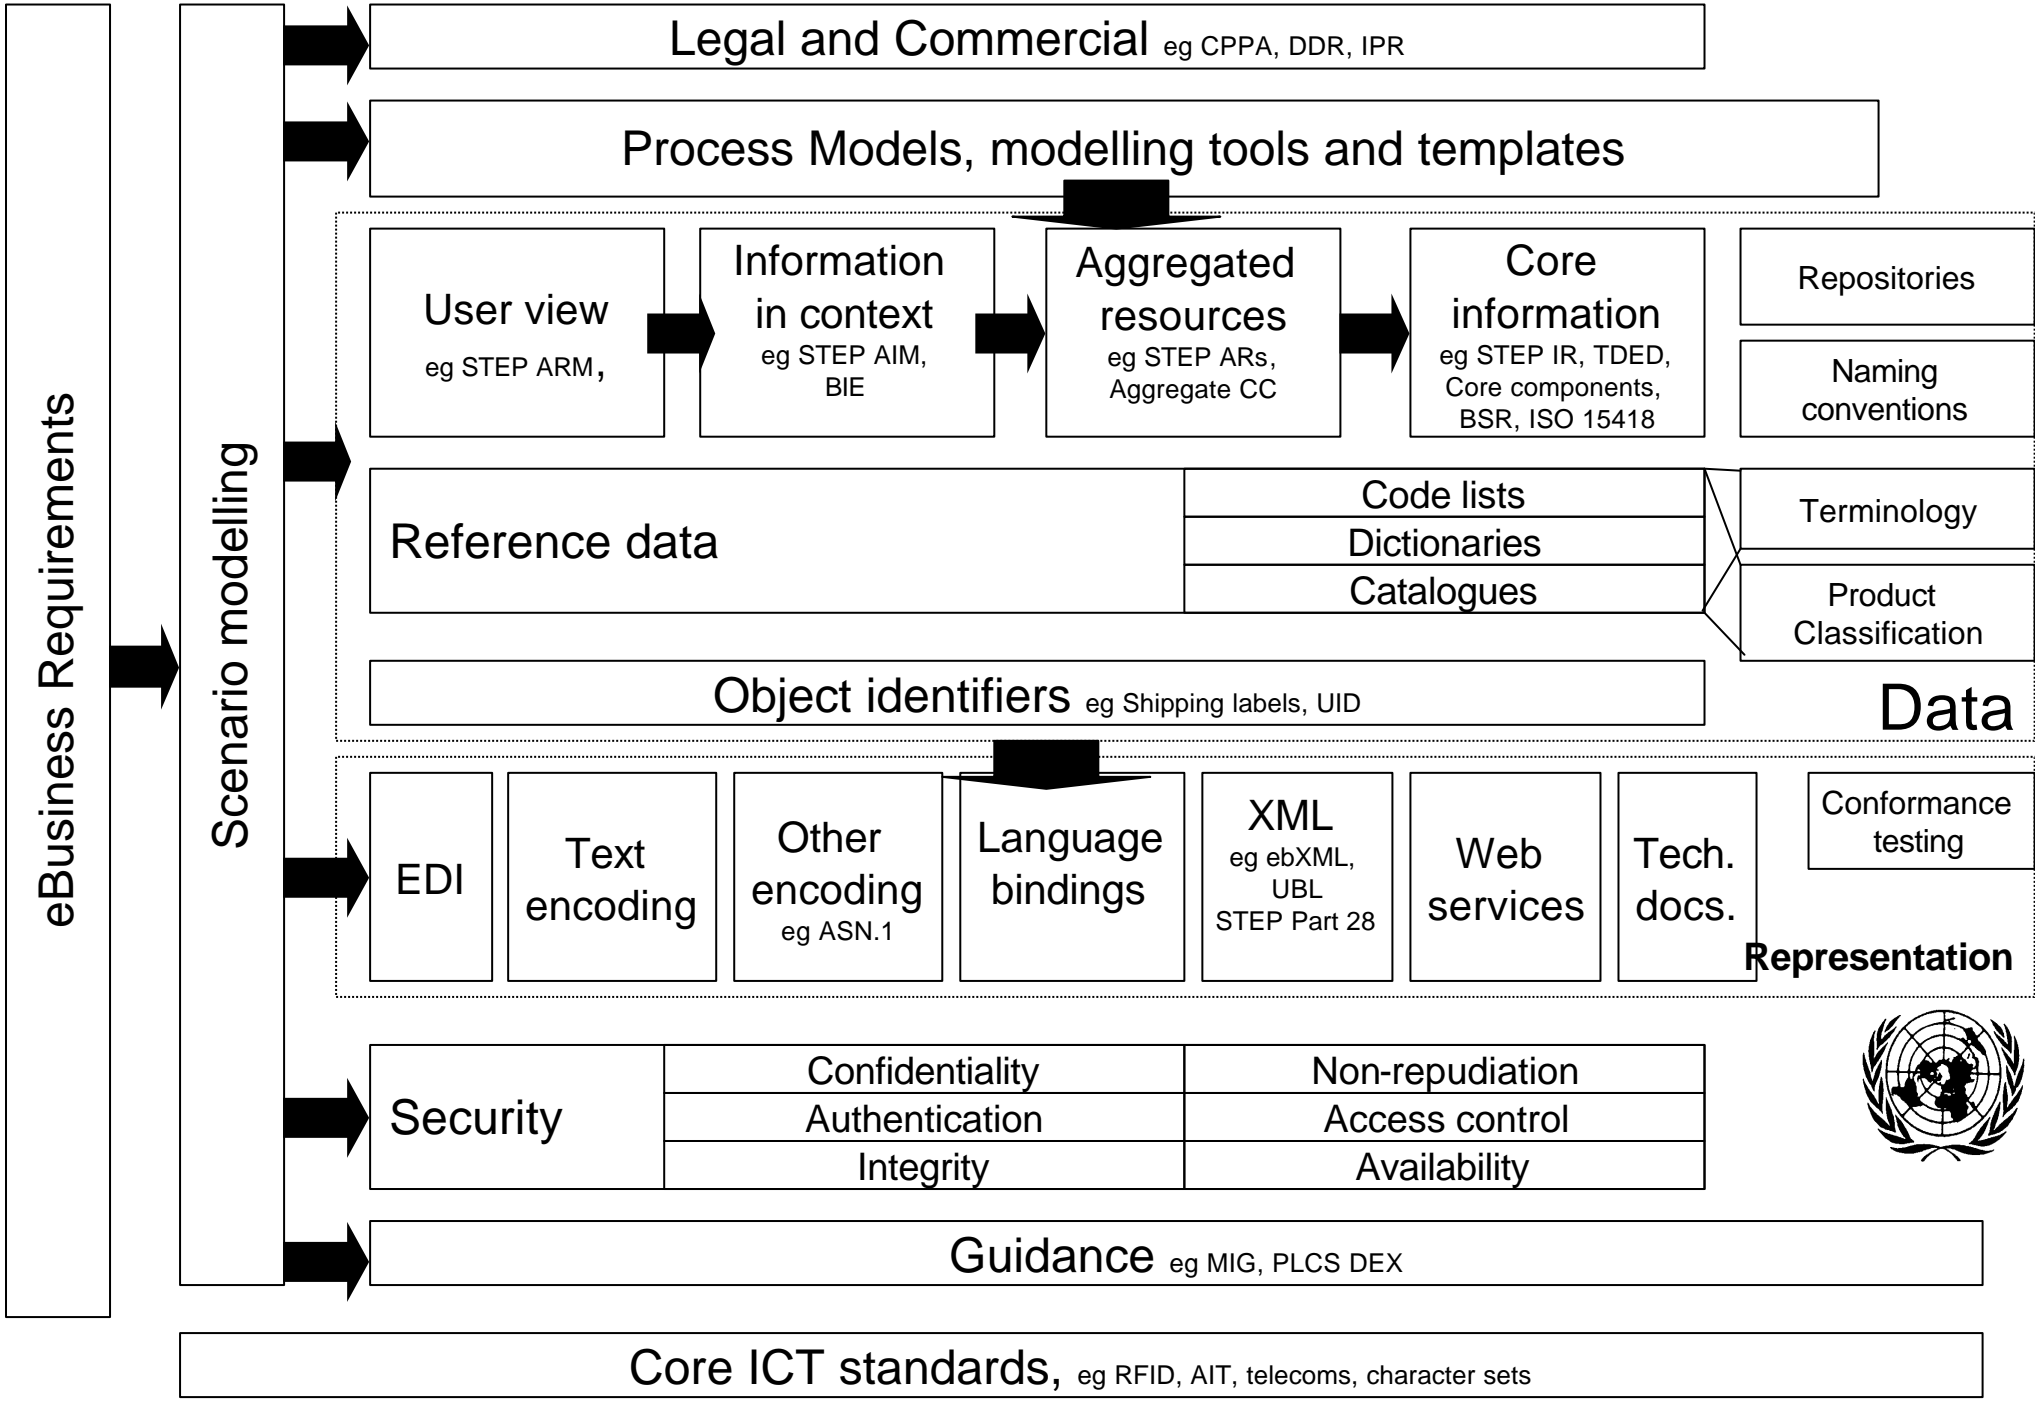 eBusiness Requirements
Scenario modelling
Legal and Commercial eg CPPA, DDR, IPR
Process Models, modelling tools and templates
User view
eg STEP ARM,
Information
in context
eg STEP AIM,
BIE
Aggregated
resources
eg STEP ARs,
Aggregate CC
Core
information
eg STEP IR, TDED,
Core components,
BSR, ISO 15418
Repositories
Naming
conventions
Reference data
Code lists
Dictionaries
Catalogues
Terminology
Product
Classification
Object identifiers eg Shipping labels, UID
Data
EDI
Text
encoding
Other
encoding
eg ASN.1
Language
bindings
XML
eg ebXML,
UBL
STEP Part 28
Web
services
Tech.
docs.
Conformance
testing
Representation
Security
Confidentiality
Authentication
Integrity
Non-repudiation
Access control
Availability
Guidance eg MIG, PLCS DEX
Core ICT standards, eg RFID, AIT, telecoms, character sets